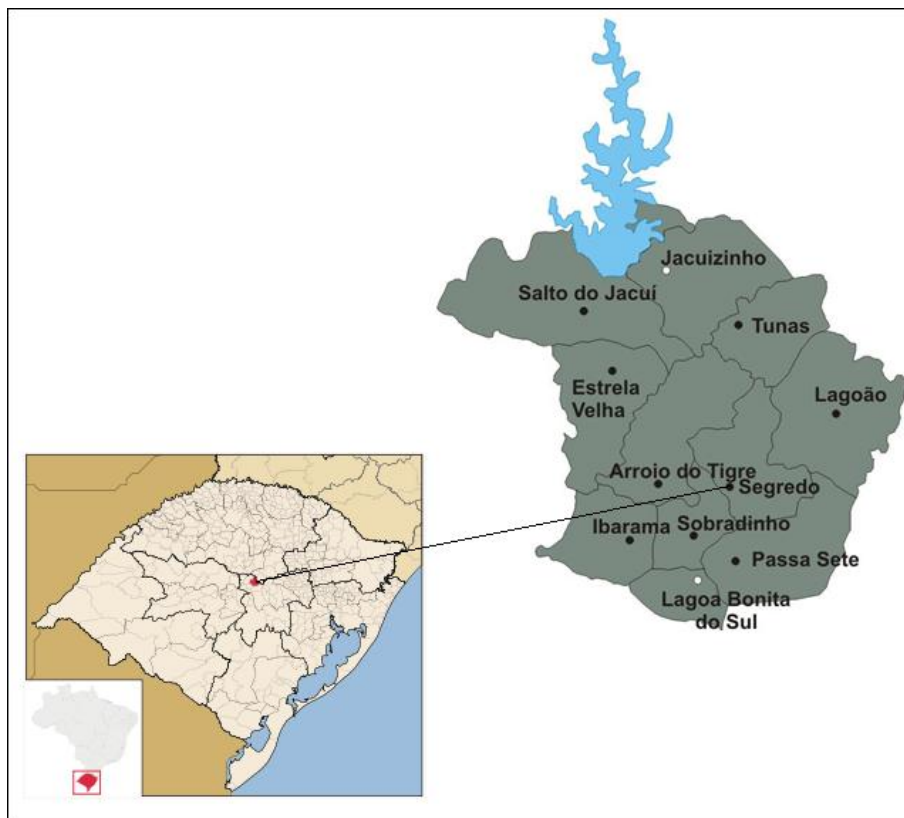 Jacuizinho
Salto do Jacuí
Tunas
Estrela
Velha
Lagoão
Arroio do Tigre
Segredo
Ibarama
Sobradinho
Passa Sete
Lagoa Bonita
do Sul